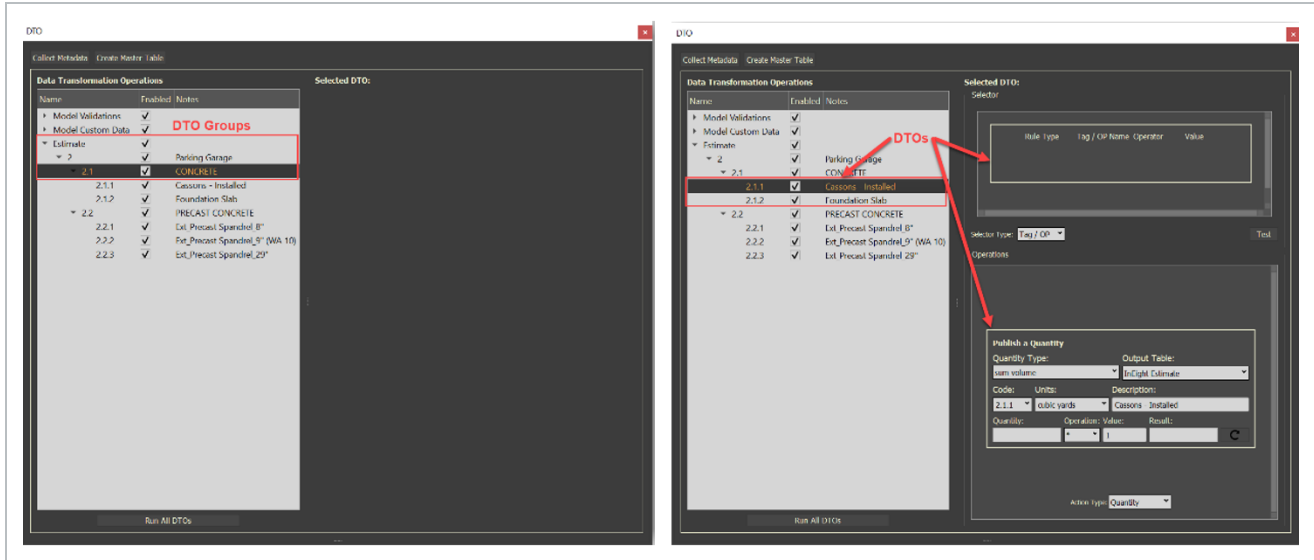 DTO
Collect Metadata Create Master Table
Data Transformation Operations
Selected DTO:
Name Enabled Notes
Model Validations
Model Custom Data
DTO Groups
Estimate
2 Parking Garage
2.1 CONCRETE
2.1.1 Cassons - Installed
2.1.2 Foundation Slab
2.2 PRECAST CONCRETE
2.2.1 Ext_Precast Spandrel_8"
2.2.2 Ext_Precast Spandrel_9" (WA 10)
2.2.3 Ext_Precast Spandrel_29"
Run All DTOs
DTO
Collect Metadata Create Master Table
Data Transformation Operations
Name Enabled Notes
Model Validations
Model Custom Data
DTOs
Estimate
2 Parking Garage
2.1 CONCRETE
2.1.1 Cassons - Installed
2.1.2 Foundation Slab
2.2 PRECAST CONCRETE
2.2.1 Ext_Precast Spandrel_8"
2.2.2 Ext_Precast Spandrel_9" (WA 10)
2.2.3 Ext_Precast Spandrel_29"
Run All DTOs
Selected DTO:
Selector
Rule Type Tag / OP Name Operator Value
Selector Type: Tag / OP Test
Operations
Publish a Quantity
Quantity Type: Output Table:
sum volume InEight Estimate
Code: Units: Description:
2.1.1 cubic yards Cassons - Installed
Quantity: Operation: Value: Result:
* 1
Action Type: Quantity